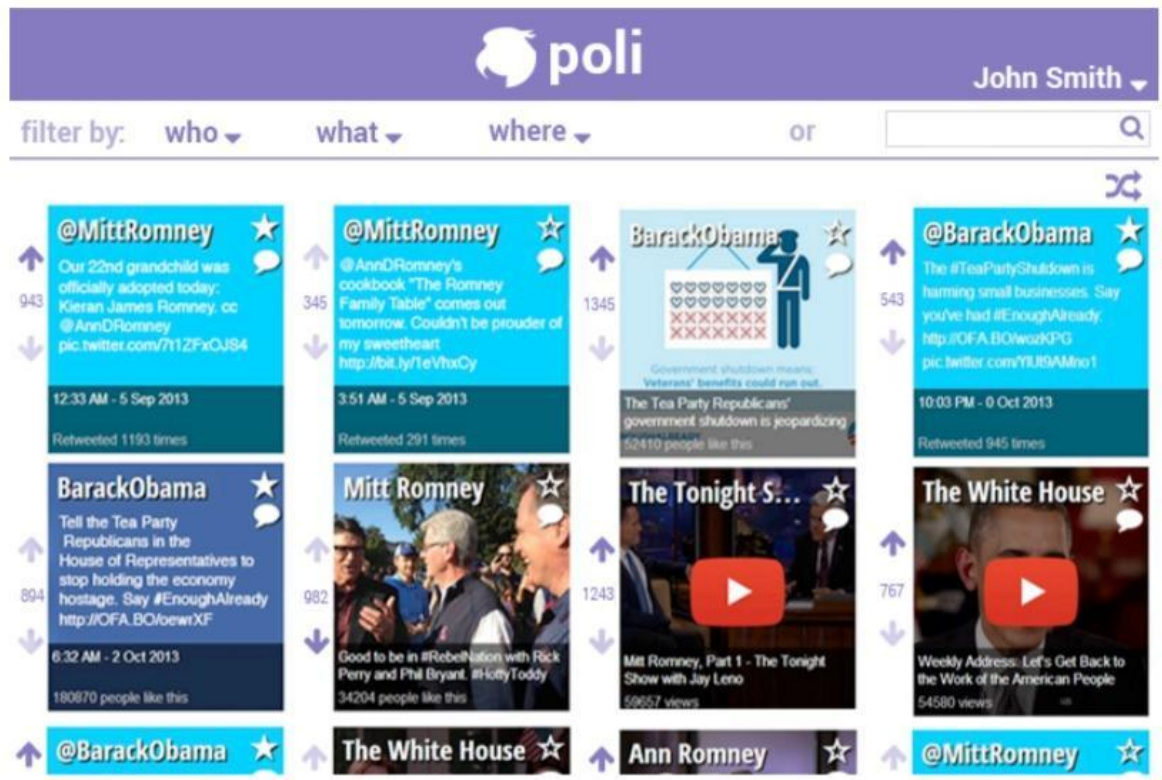 poli
John Smith
filter by: who what where or
@MittRomney
943
Our 22nd grandchild was
officially adopted today:
Kieran James Romney. cc
@AnnDRomney
pic.twitter.com/7t1ZFxOJS4
12:33 AM - 5 Sep 2013
Retweeted 1193 times
@MittRomney
345
@AnnDRomney's
cookbook "The Romney
Family Table" comes out
tomorrow. Couldn't be prouder of
my sweetheart
http://bit.ly/1eVhxCy
3:51 AM - 5 Sep 2013
Retweeted 291 times
BarackObama
1345
Government shutdown means:
Veterans' benefits could run out.
The Tea Party Republicans'
government shutdown is jeopardizing
52410 people like this
@BarackObama
543
The #TeaPartyShutdown is
harming small businesses. Say
you've had #EnoughAlready:
http://OFA.BO/wozKPG
pic.twitter.com/YlUt9AMno1
10:03 PM - 0 Oct 2013
Retweeted 945 times
BarackObama
894
Tell the Tea Party
Republicans in the
House of Representatives to
stop holding the economy
hostage. Say #EnoughAlready
http://OFA.BO/oewrXF
6:32 AM - 2 Oct 2013
180870 people like this
Mitt Romney
982
Good to be in #RebelNation with Rick
Perry and Phil Bryant. #HottyToddy
34204 people like this
The Tonight S...
1243
Mitt Romney, Part 1 - The Tonight
Show with Jay Leno
59657 views
The White House
767
Weekly Address: Let's Get Back to
the Work of the American People
54580 views
@BarackObama
The White House
Ann Romney
@MittRomney